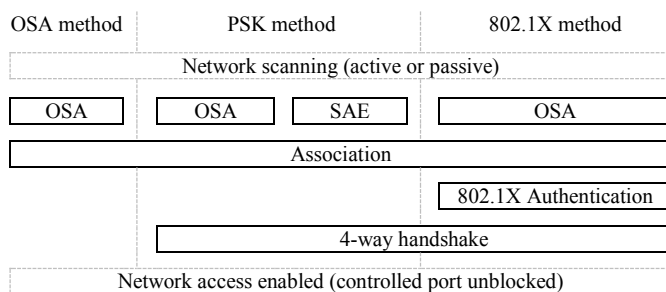 OSA method PSK method 802.1X method
Network scanning (active or passive)
OSA OSA SAE OSA
Association
802.1X Authentication
4-way handshake
Network access enabled (controlled port unblocked)